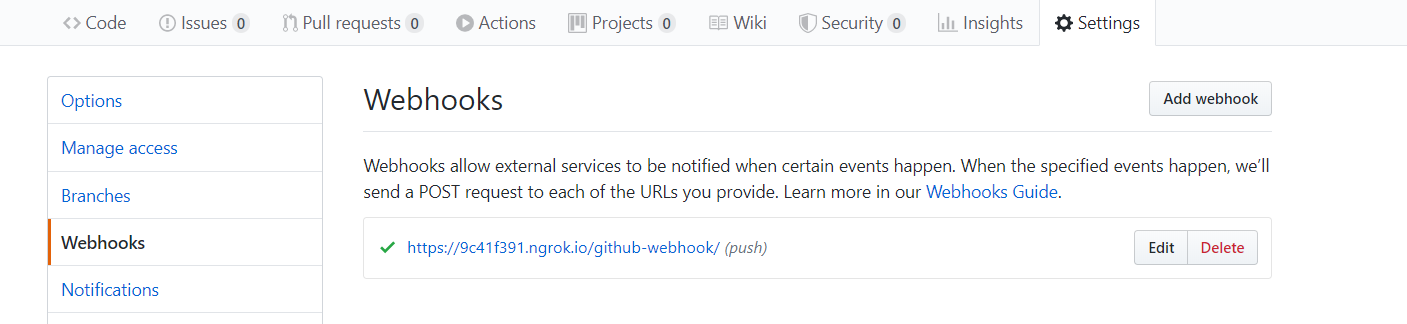 Code Issues 0 Pull requests 0 Actions Projects 0 Wiki Security 0 Insights Settings
Options
Manage access
Branches
Webhooks
Notifications
Webhooks Add webhook
Webhooks allow external services to be notified when certain events happen. When the specified events happen, we’ll
send a POST request to each of the URLs you provide. Learn more in our Webhooks Guide.
https://9c41f391.ngrok.io/github-webhook/ (push) Edit Delete